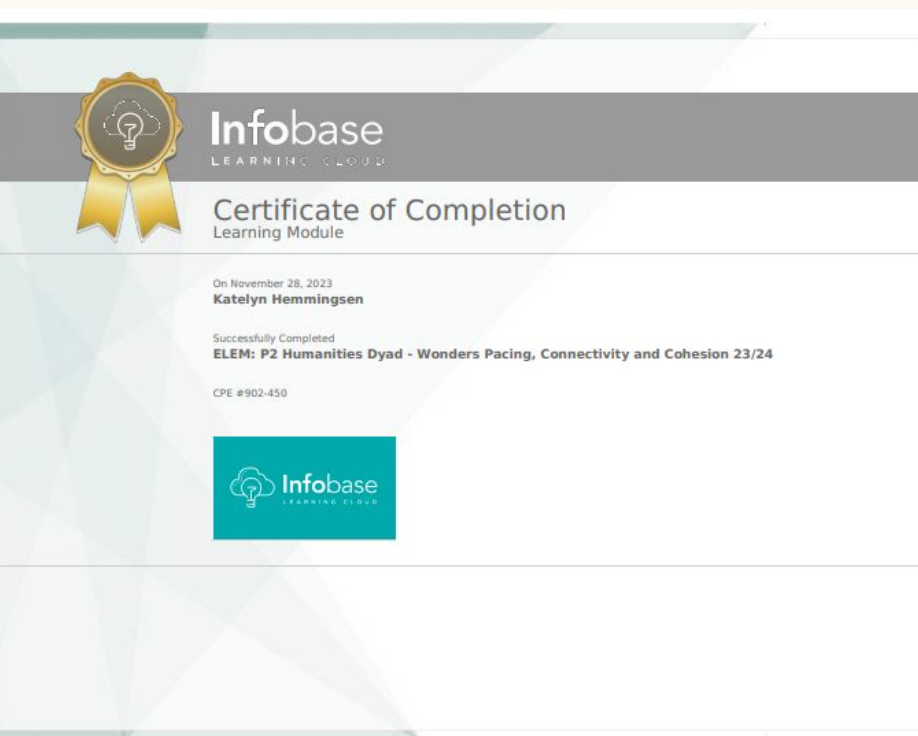 Infobase
LEARNING CLOUD
Certificate of Completion
Learning Module
On November 28, 2023
Katelyn Hemmingsen
Successfully Completed
ELEM: P2 Humanities Dyad - Wonders Pacing, Connectivity and Cohesion 23/24
CPE #902-450
Infobase
LEARNING CLOUD